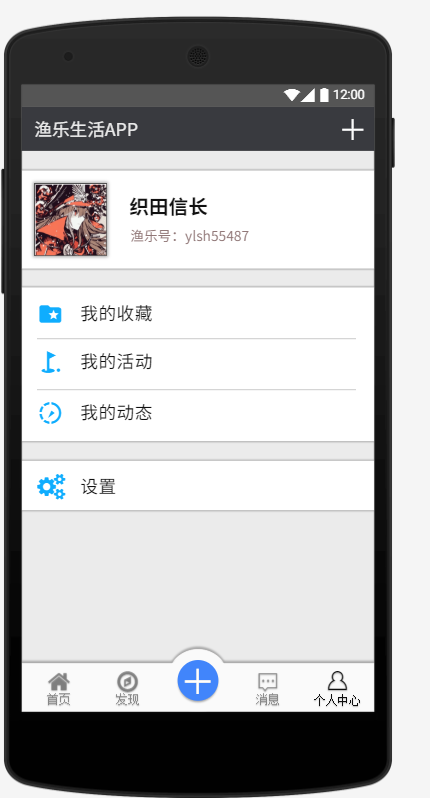 12:00
渔乐生活APP
织田信长
渔乐号：ylsh55487
我的收藏
我的活动
我的动态
设置
首页 发现 消息 个人中心